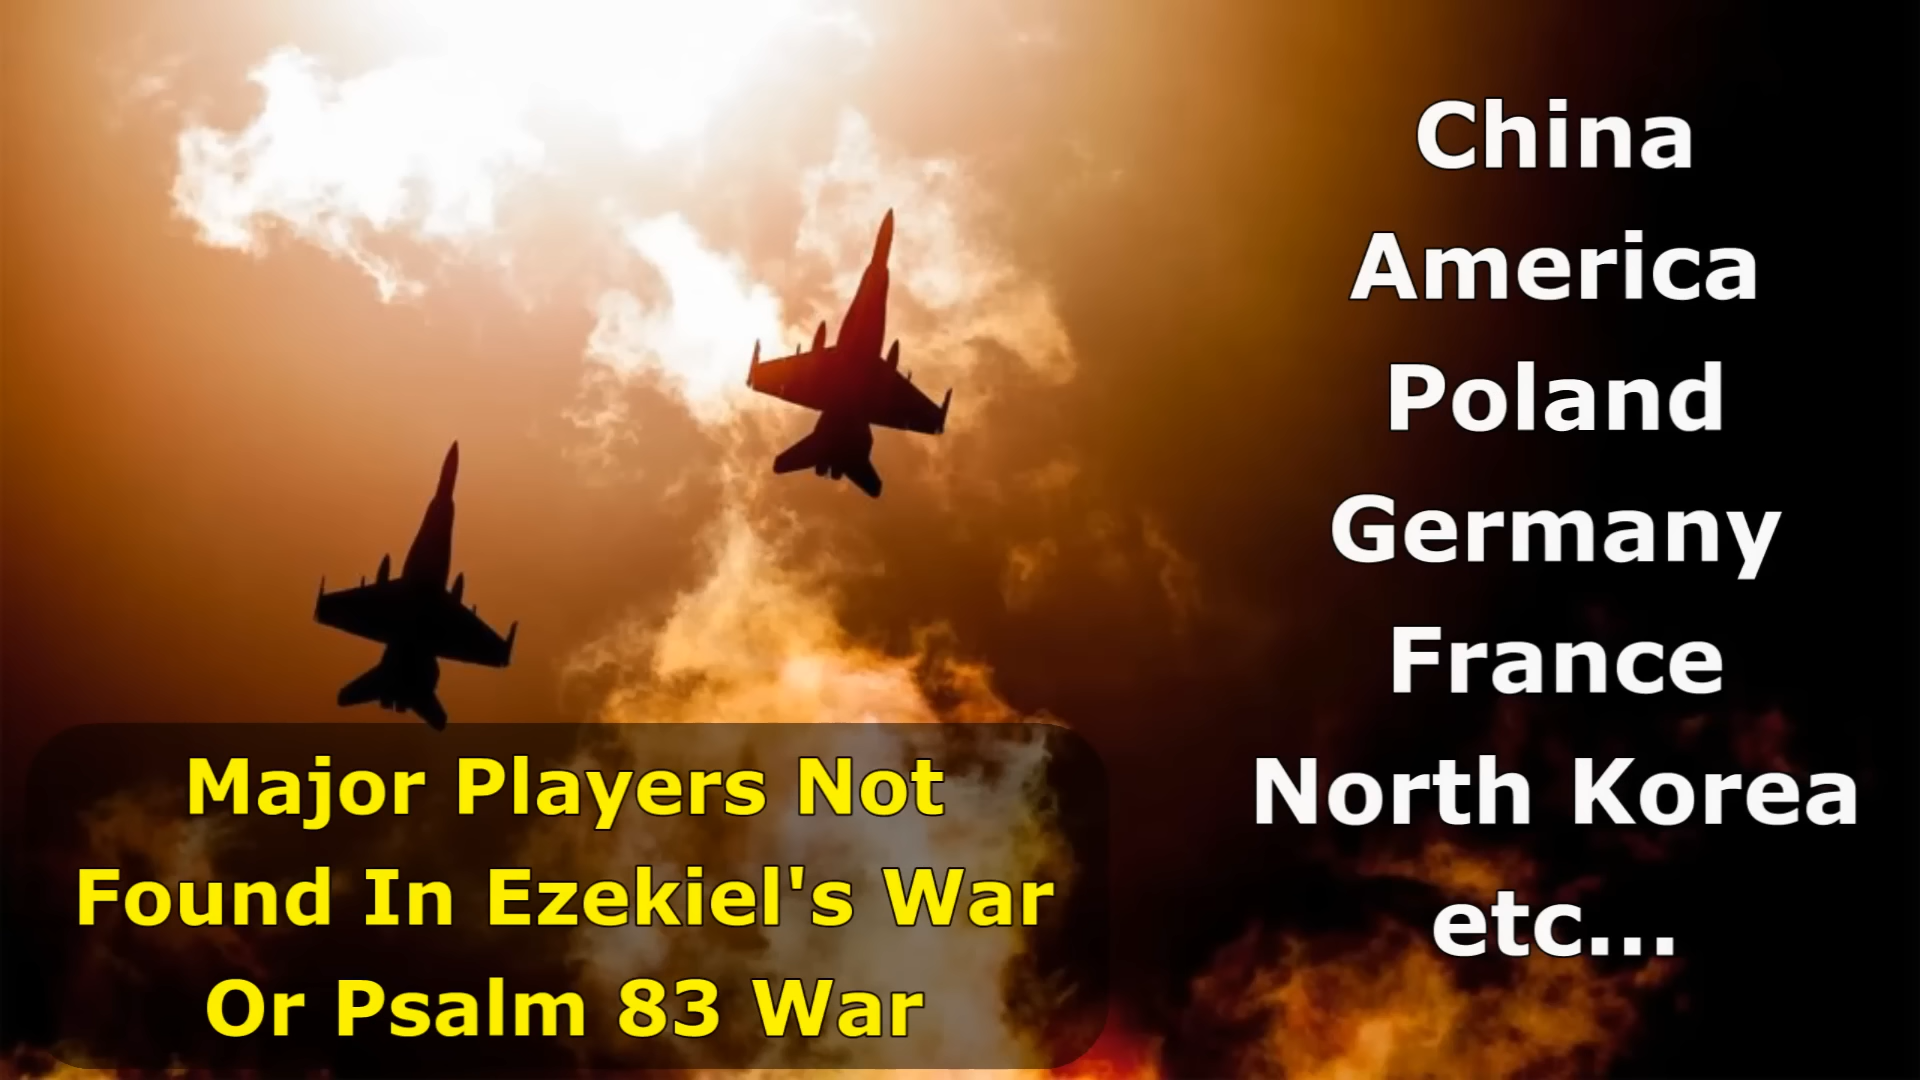 China
America
Poland
Germany
France
North Korea
etc...
Major Players Not
Found In Ezekiel's War
Or Psalm 83 War